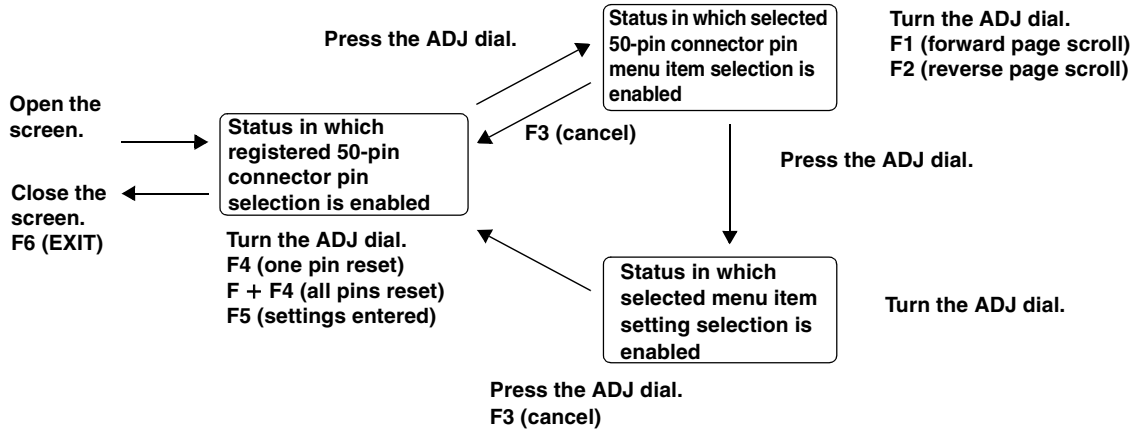 Press the ADJ dial.
Status in which selected
50-pin connector pin
menu item selection is
enabled
Turn the ADJ dial.
F1 (forward page scroll)
F2 (reverse page scroll)
Open the
screen.
Status in which
registered 50-pin
connector pin
selection is enabled
F3 (cancel)
Press the ADJ dial.
Close the
screen.
F6 (EXIT)
Turn the ADJ dial.
F4 (one pin reset)
F + F4 (all pins reset)
F5 (settings entered)
Status in which
selected menu item
setting selection is
enabled
Turn the ADJ dial.
Press the ADJ dial.
F3 (cancel)